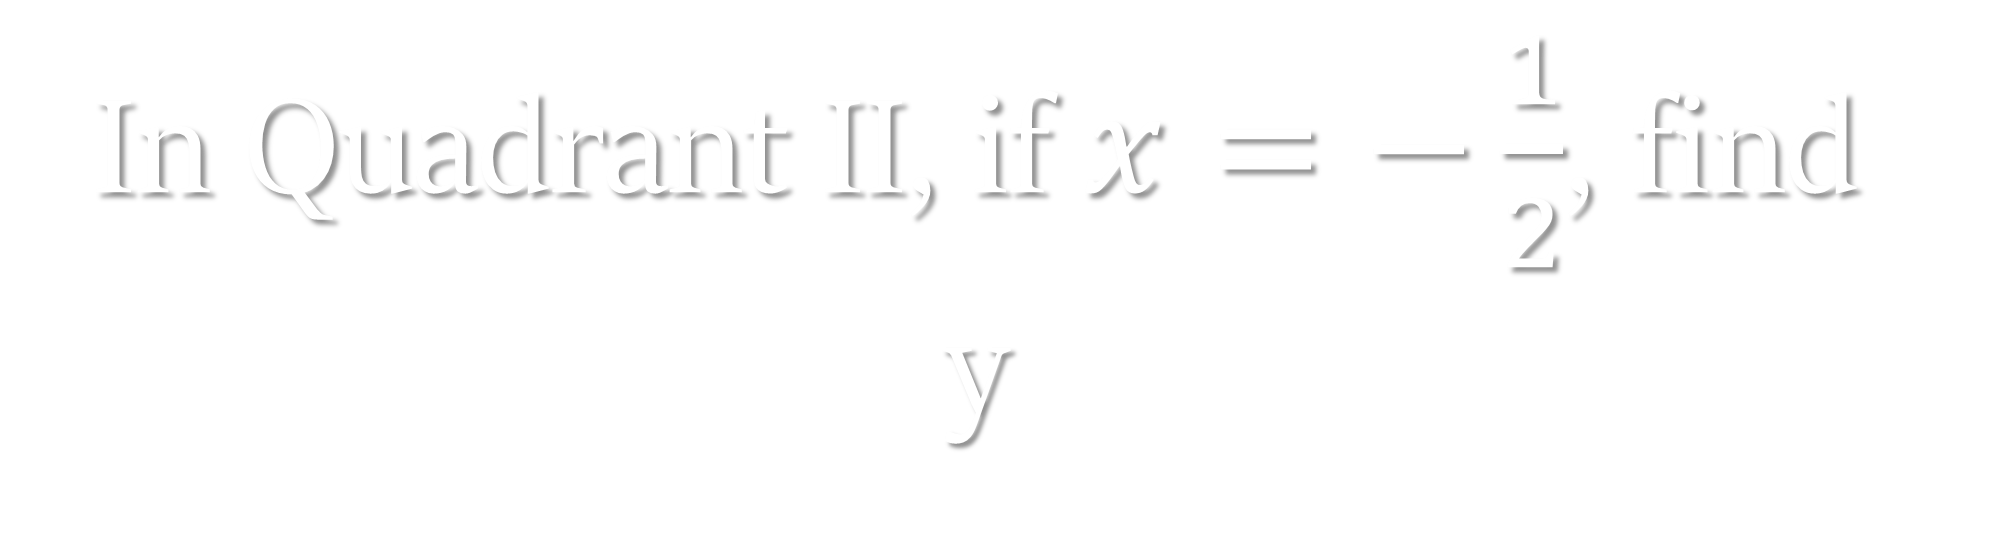 In Quadrant II, if x = −1/2, find
y